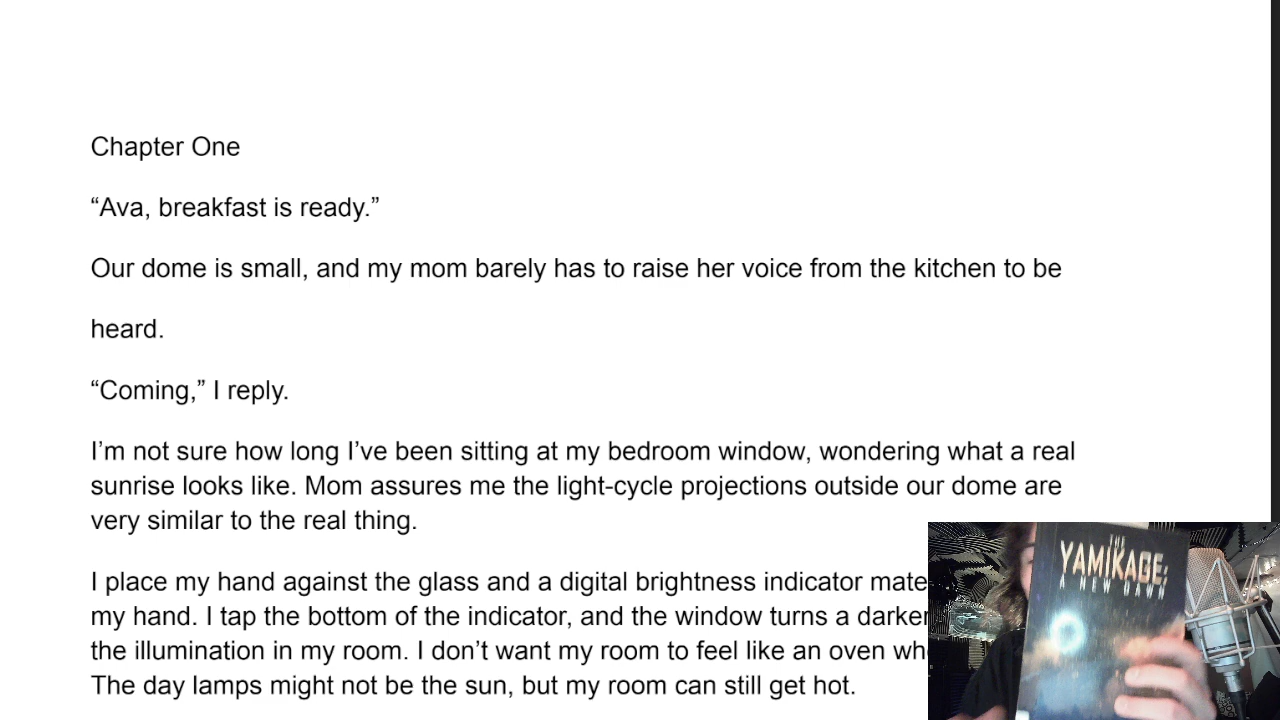 Chapter One
“Ava, breakfast is ready.”
Our dome is small, and my mom barely has to raise her voice from the kitchen to be
heard.
“Coming,” I reply.
I’m not sure how long I’ve been sitting at my bedroom window, wondering what a real
sunrise looks like. Mom assures me the light-cycle projections outside our dome are
very similar to the real thing.
I place my hand against the glass and a digital brightness indicator mate
my hand. I tap the bottom of the indicator, and the window turns a darker
the illumination in my room. I don’t want my room to feel like an oven wh
The day lamps might not be the sun, but my room can still get hot.
THE
YAMIKAGE:
A NEW DAWN